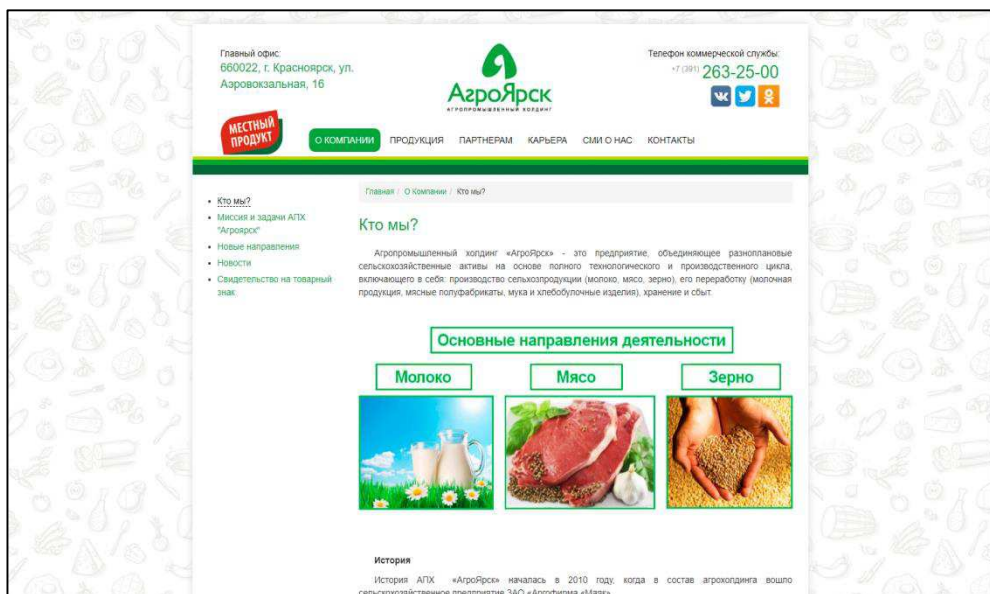 Главный офис:
660022, г. Красноярск, ул.
Аэровокзальная, 16
АгроЯрск
АГРОПРОМЫШЛЕННЫЙ ХОЛДИНГ
Телефон коммерческой службы:
+7 (391) 263-25-00
МЕСТНЫЙ
ПРОДУКТ
О КОМПАНИИ ПРОДУКЦИЯ ПАРТНЕРАМ КАРЬЕРА СМИ О НАС КОНТАКТЫ
Кто мы?
Миссия и задачи АПХ
"Агроярск"
Новые направления
Новости
Свидетельство на товарный
знак
Главная / О Компании / Кто мы?
Кто мы?
Агропромышленный холдинг «АгроЯрск» - это предприятие, объединяющее разноплановые
сельскохозяйственные активы на основе полного технологического и производственного цикла,
включающего в себя: производство сельхозпродукции (молоко, мясо, зерно), его переработку (молочная
продукция, мясные полуфабрикаты, мука и хлебобулочные изделия), хранение и сбыт.
Основные направления деятельности
Молоко Мясо Зерно
История
История АПХ «АгроЯрск» началась в 2010 году, когда в состав агрохолдинга вошло
сельскохозяйственное предприятие ЗАО «Агрофирма «Маяк»